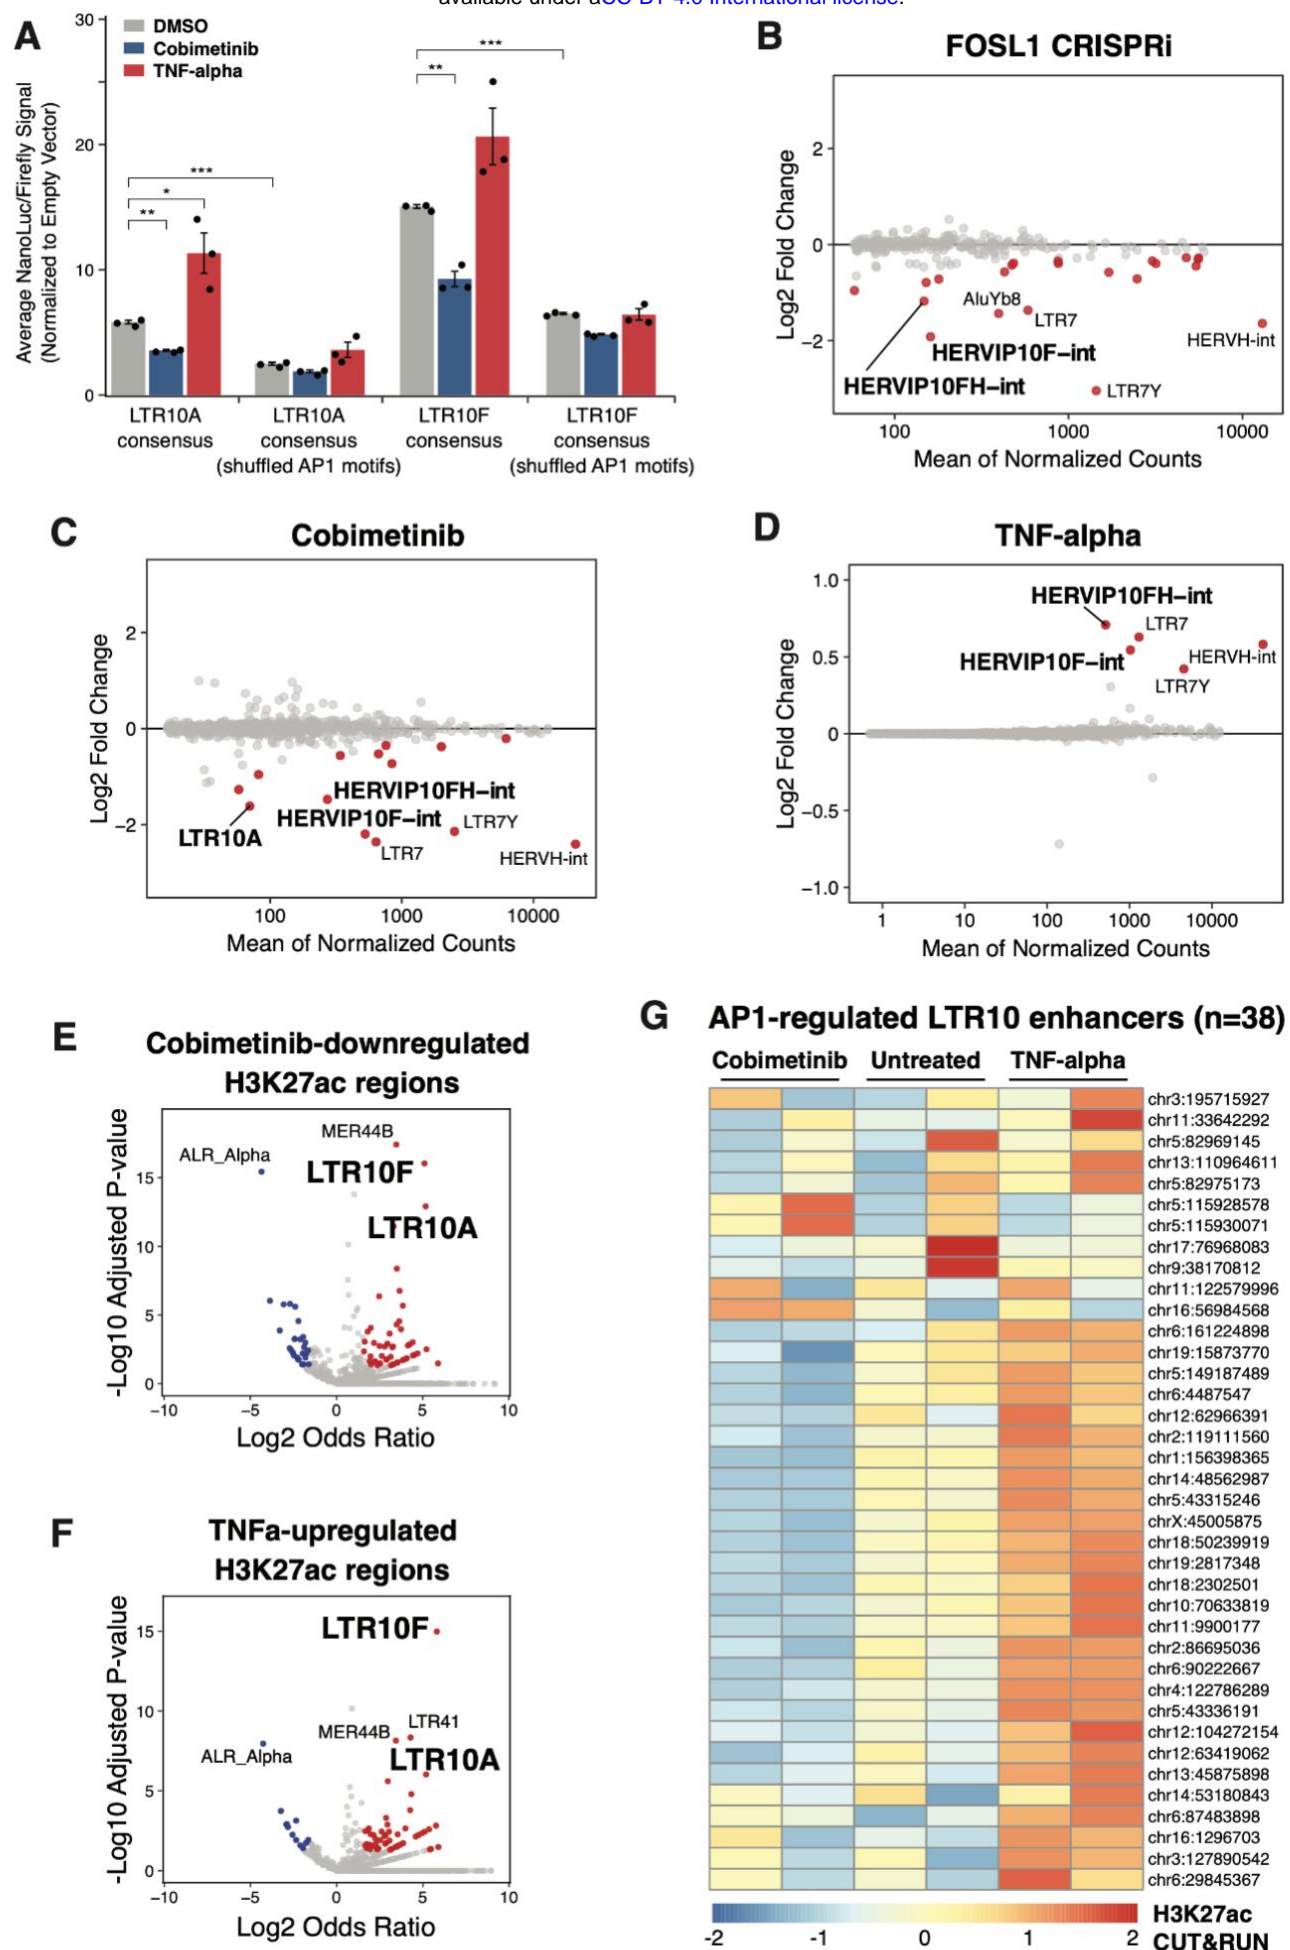 available under aCC-BY 4.0 International license.
A
DMSO
Cobimetinib
TNF-alpha
Average NanoLuc/Firefly Signal
(Normalized to Empty Vector)
30
20
10
0
**
*
***
**
***
LTR10A
consensus
LTR10A
consensus
(shuffled AP1 motifs)
LTR10F
consensus
LTR10F
consensus
(shuffled AP1 motifs)
B
FOSL1 CRISPRi
Log2 Fold Change
2
0
−2
AluYb8
LTR7
HERVH-int
HERVIP10F−int
HERVIP10FH−int
LTR7Y
100
1000
10000
Mean of Normalized Counts
C
Cobimetinib
Log2 Fold Change
2
0
−2
HERVIP10FH−int
HERVIP10F−int
LTR10A
LTR7Y
LTR7
HERVH-int
100
1000
10000
Mean of Normalized Counts
D
TNF-alpha
Log2 Fold Change
1.0
0.5
0
−0.5
−1.0
HERVIP10FH−int
LTR7
HERVIP10F−int
HERVH-int
LTR7Y
1
10
100
1000
10000
Mean of Normalized Counts
E
Cobimetinib-downregulated
H3K27ac regions
-Log10 Adjusted P-value
15
10
5
0
MER44B
ALR_Alpha
LTR10F
LTR10A
−10
−5
0
5
10
Log2 Odds Ratio
F
TNFa-upregulated
H3K27ac regions
-Log10 Adjusted P-value
15
10
5
0
LTR10F
LTR41
MER44B
ALR_Alpha
LTR10A
−10
−5
0
5
10
Log2 Odds Ratio
G
AP1-regulated LTR10 enhancers (n=38)
Cobimetinib
Untreated
TNF-alpha
chr3:195715927
chr11:33642292
chr5:82969145
chr13:110964611
chr5:82975173
chr5:115928578
chr5:115930071
chr17:76968083
chr9:38170812
chr11:122579996
chr16:56984568
chr6:161224898
chr19:15873770
chr5:149187489
chr6:4487547
chr12:62966391
chr2:119111560
chr1:156398365
chr14:48562987
chr5:43315246
chrX:45005875
chr18:50239919
chr19:2817348
chr18:2302501
chr10:70633819
chr11:9900177
chr2:86695036
chr6:90222667
chr4:122786289
chr5:43336191
chr12:104272154
chr12:63419062
chr13:45875898
chr14:53180843
chr6:87483898
chr16:1296703
chr3:127890542
chr6:29845367
-2
-1
0
1
2
H3K27ac
CUT&RUN